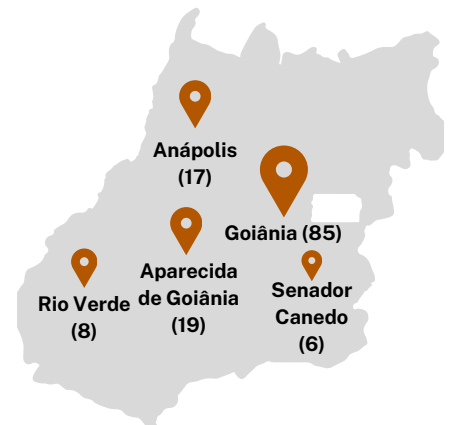 Anápolis
(17)
Goiânia (85)
Aparecida
de Goiânia
(19)
Rio Verde
(8)
Senador
Canedo
(6)